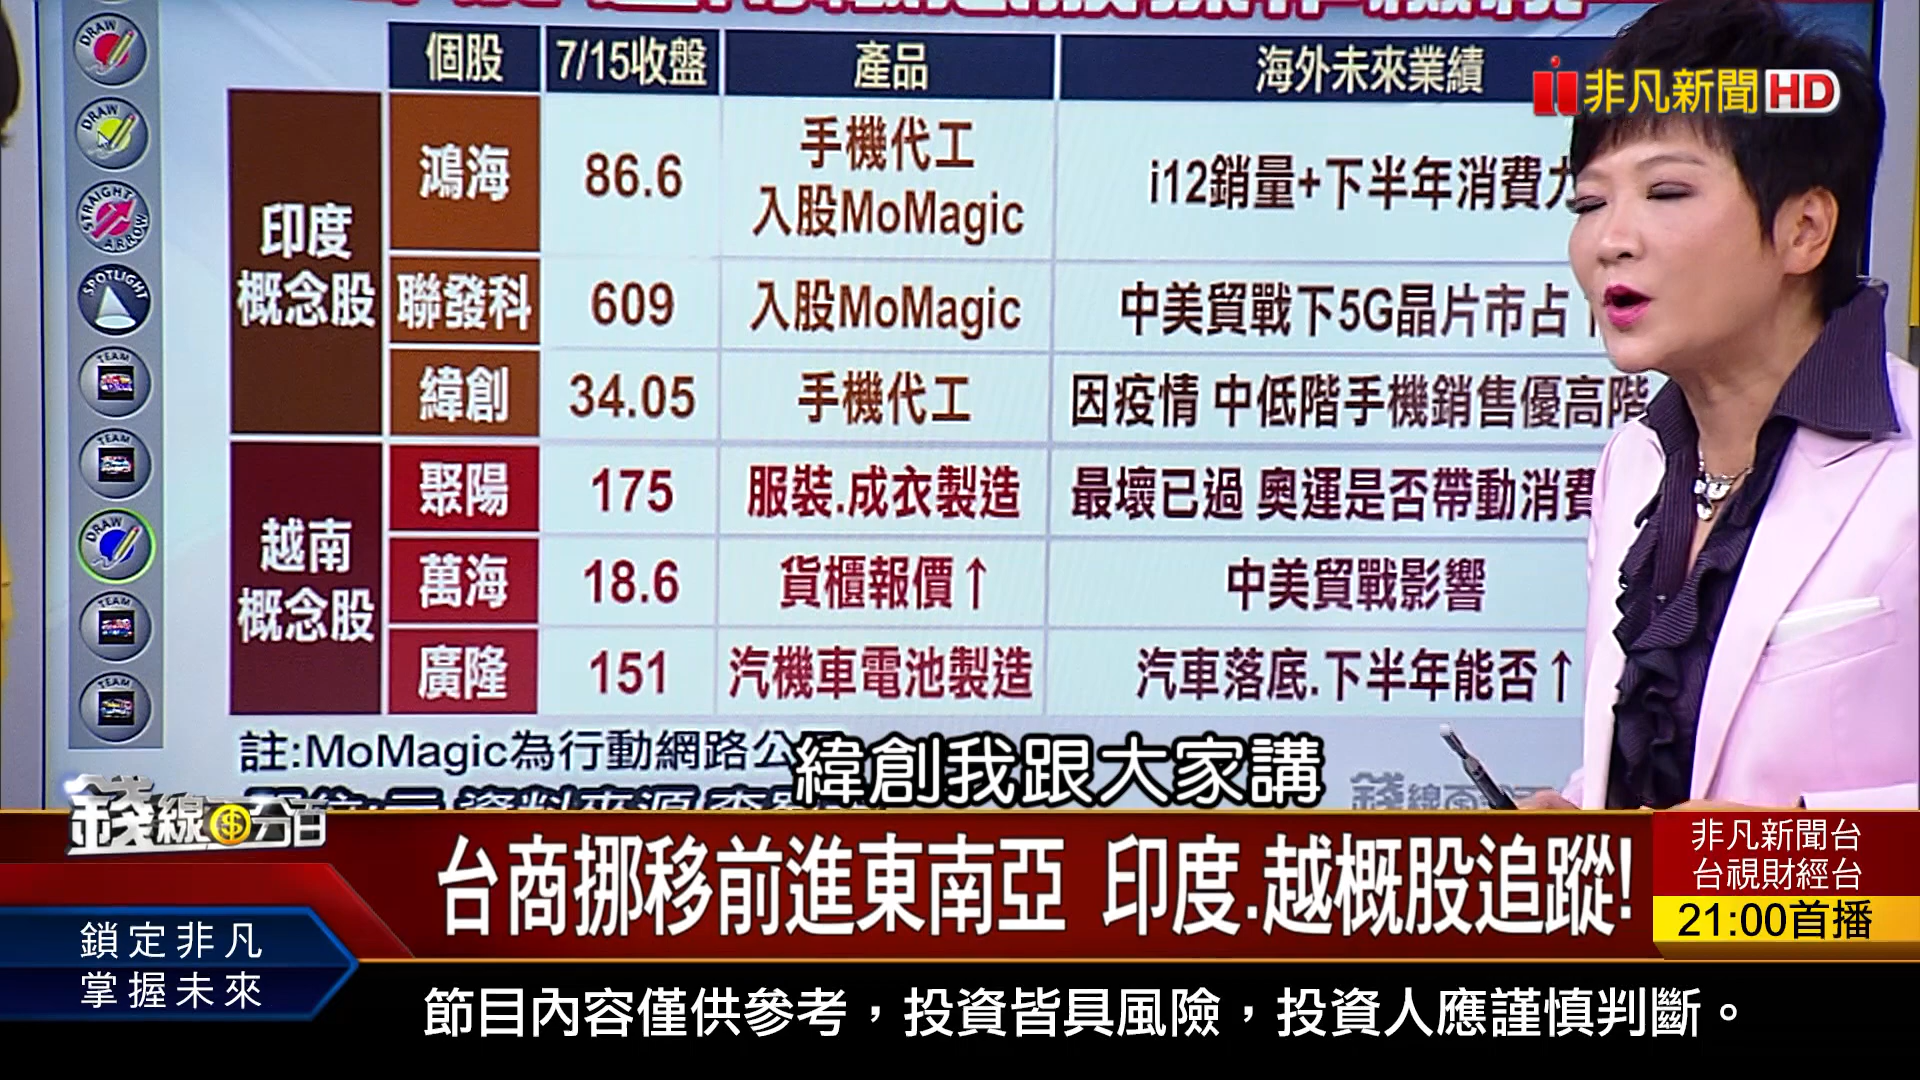 個股 7/15收盤 產品 海外未來業績
非凡新聞HD
印度
概念股
鴻海 86.6 手機代工
入股MoMagic
i12銷量+下半年消費力
聯發科 609 入股MoMagic 中美貿戰下5G晶片市占
緯創 34.05 手機代工 因疫情 中低階手機銷售優高階
越南
概念股
聚陽 175 服裝.成衣製造 最壞已過 奧運是否帶動消費
萬海 18.6 貨櫃報價↑ 中美貿戰影響
廣隆 151 汽機車電池製造 汽車落底.下半年能否↑
DRAW
DRAW
STRAIGHT
ARROW
SPOTLIGHT
TEAM
TEAM
DRAW
TEAM
TEAM
註:MoMagic為行動網路公
緯創我跟大家講
錢線百分百
台商挪移前進東南亞 印度.越概股追蹤!
非凡新聞台
台視財經台
21:00首播
鎖定非凡
掌握未來
節目內容僅供參考，投資皆具風險，投資人應謹慎判斷。